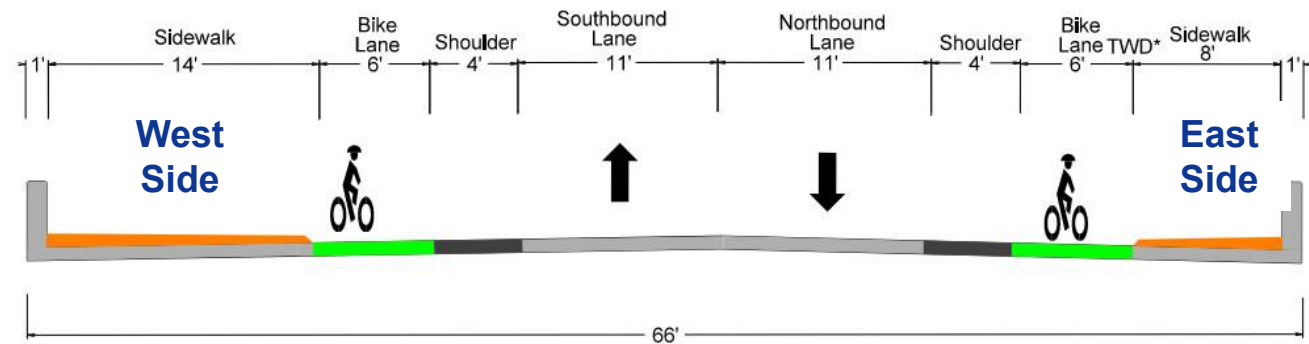 Sidewalk
Bike
Lane
Shoulder
Southbound
Lane
Northbound
Lane
Shoulder
Bike
Lane TWD*
Sidewalk
1'
14'
6'
4'
11'
11'
4'
6'
8'
1'
West
Side
East
Side
66'